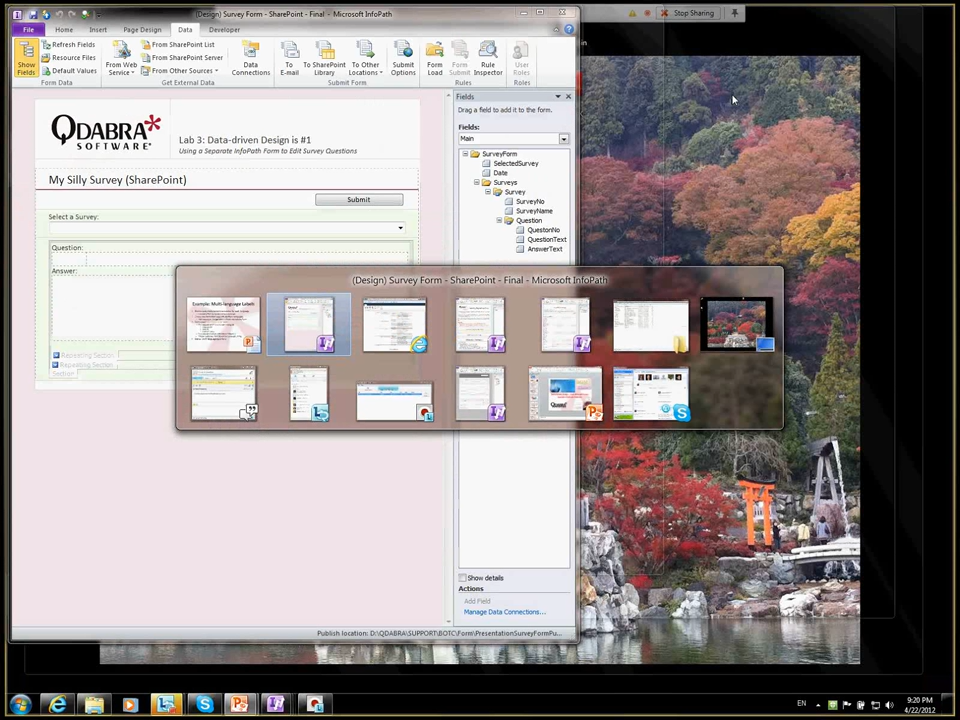 (Design) Survey Form - SharePoint - Final - Microsoft InfoPath
Stop Sharing
File Home Insert Page Design Data Developer
Show Fields
Refresh Fields
Resource Files
Default Values
Form Data
From Web Service
From SharePoint List
From SharePoint Server
From Other Sources
Get External Data
Data Connections
To E-mail
To SharePoint Library
To Other Locations
Submit Options
Submit Form
Form Load
Form Submit
Rule Inspector
Rules
User Roles
Roles
QDABRA
SOFTWARE
Lab 3: Data-driven Design is #1
Using a Separate InfoPath Form to Edit Survey Questions
My Silly Survey (SharePoint)
Submit
Select a Survey:
Question:
Answer:
Repeating Section
Repeating Section
Section
Fields
Drag a field to add it to the form.
Fields:
Main
SurveyForm
SelectedSurvey
Date
Surveys
Survey
SurveyNo
SurveyName
Question
QuestonNo
QuestionText
AnswerText
(Design) Survey Form - SharePoint - Final - Microsoft InfoPath
Example: Multi-language Labels
Show details
Actions
Add Field
Manage Data Connections...
Publish location: D:\QDABRA\SUPPORT\BOTC\Form\PresentationSurveyFormPu...
EN
9:20 PM
4/22/2012